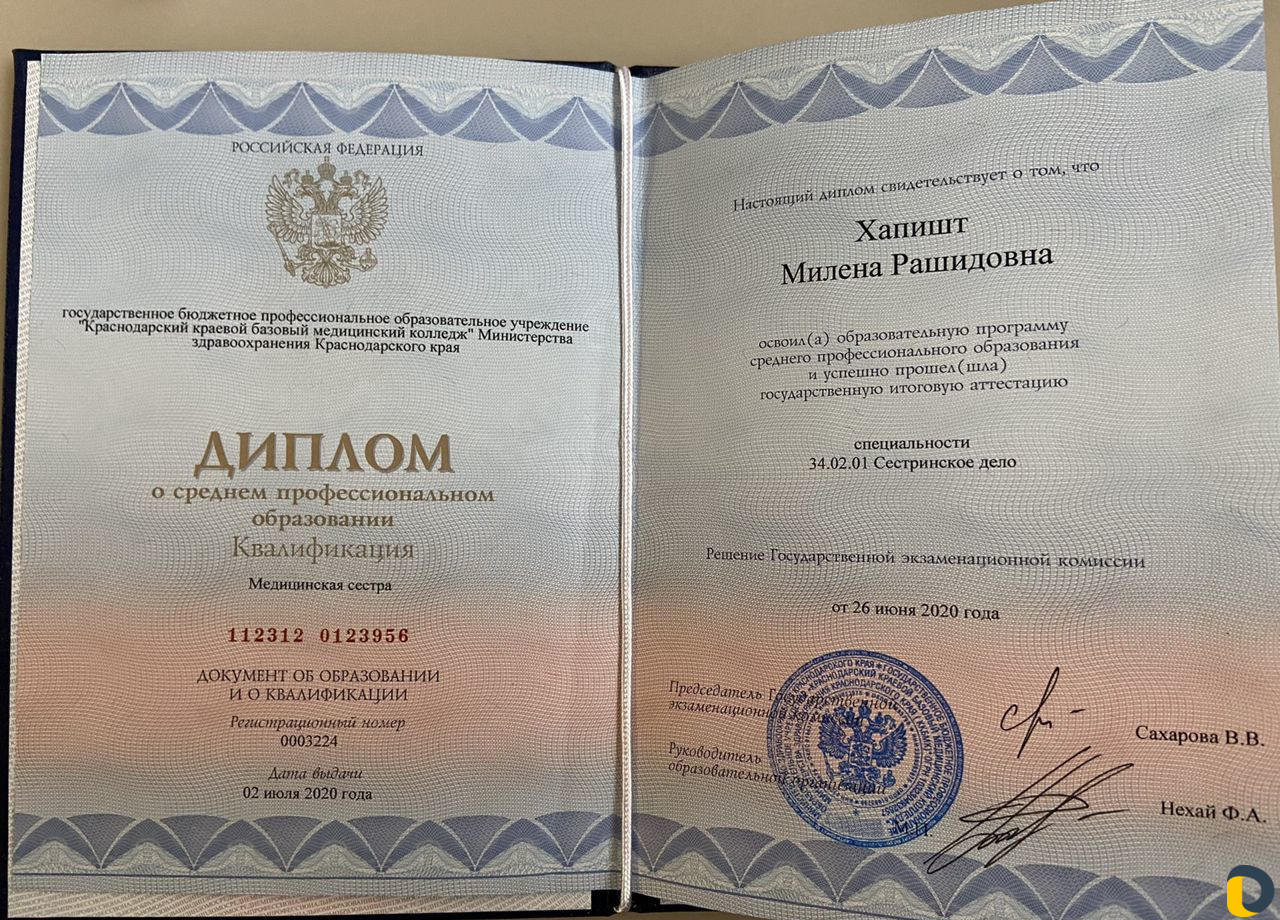 РОССИЙСКАЯ ФЕДЕРАЦИЯ
государственное бюджетное профессиональное образовательное учреждение
"Краснодарский краевой базовый медицинский колледж" Министерства
здравоохранения Краснодарского края
ДИПЛОМ
о среднем профессиональном
образовании
Квалификация
Медицинская сестра
112312 0123956
ДОКУМЕНТ ОБ ОБРАЗОВАНИИ
И О КВАЛИФИКАЦИИ
Регистрационный номер
0003224
Дата выдачи
02 июля 2020 года
Настоящий диплом свидетельствует о том, что
Хапишт
Милена Рашидовна
освоил(а) образовательную программу
среднего профессионального образования
и успешно прошел(шла)
государственную итоговую аттестацию
специальности
34.02.01 Сестринское дело
Решение Государственной экзаменационной комиссии
от 26 июня 2020 года
Председатель Государственной
экзаменационной комиссии
Сахарова В.В.
Руководитель
образовательной организации
Нехай Ф.А.